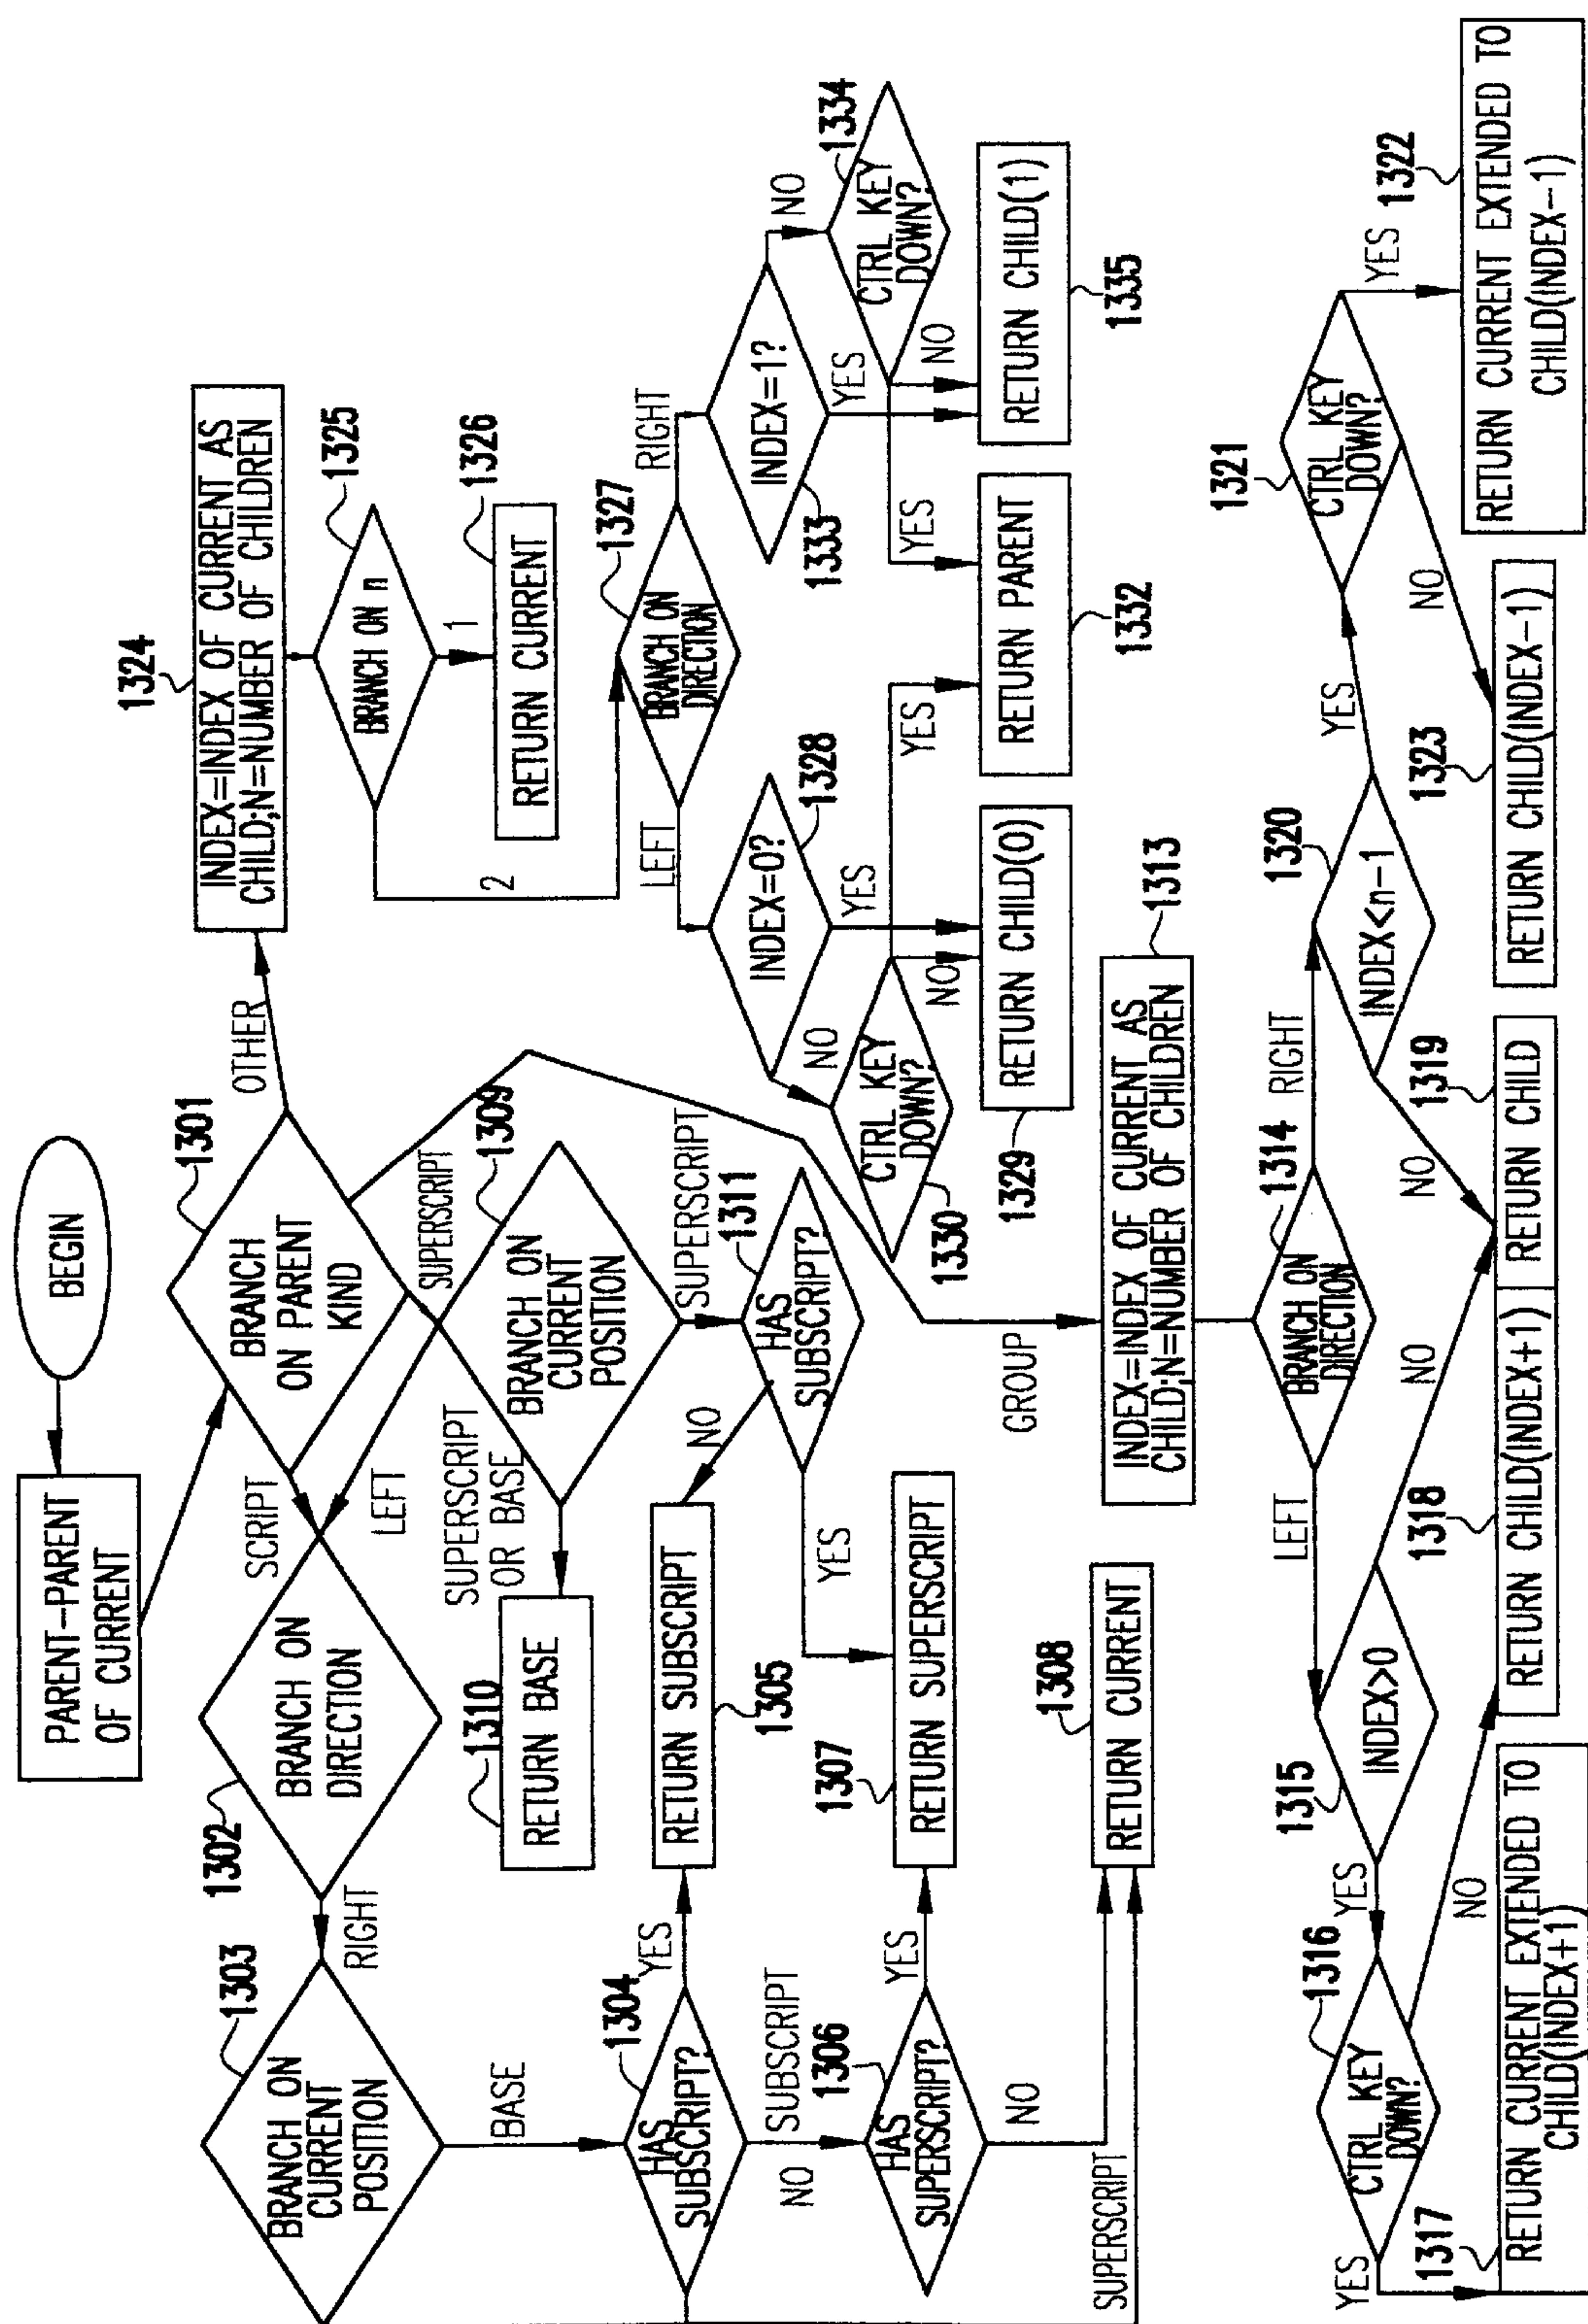 BEGIN
PARENT-PARENT
OF CURRENT
1301
BRANCH
ON PARENT
KIND
OTHER
SCRIPT
SUPERSCRIPT
LEFT
1302
BRANCH ON
DIRECTION
RIGHT
1303
BRANCH ON
CURRENT
POSITION
BASE
1304
HAS
SUBSCRIPT?
YES
NO
SUBSCRIPT
RETURN SUBSCRIPT
1305
1306
HAS
SUPERSCRIPT?
YES
NO
RETURN SUPERSCRIPT
1307
SUPERSCRIPT
1308
RETURN CURRENT
1309
BRANCH ON
CURRENT
POSITION
SUPERSCRIPT
OR BASE
1310
RETURN BASE
SUPERSCRIPT
1311
HAS
SUBSCRIPT?
NO
YES
GROUP
1313
INDEX=INDEX OF CURRENT AS
CHILD;N=NUMBER OF CHILDREN
1314
BRANCH ON
DIRECTION
LEFT
RIGHT
1315
INDEX>0
YES
NO
1316
CTRL KEY
DOWN?
YES
NO
1317
RETURN CURRENT EXTENDED TO
CHILD(INDEX+1)
1318
RETURN CHILD(INDEX+1)
1319
RETURN CHILD
1320
INDEX<n-1
NO
YES
1321
CTRL KEY
DOWN?
NO
YES
1322
RETURN CURRENT EXTENDED TO
CHILD(INDEX-1)
1323
RETURN CHILD(INDEX-1)
1324
INDEX=INDEX OF CURRENT AS
CHILD;N=NUMBER OF CHILDREN
1325
BRANCH ON n
1
2
1326
RETURN CURRENT
1327
BRANCH ON
DIRECTION
LEFT
RIGHT
1328
INDEX=0?
NO
YES
1329
RETURN CHILD(0)
1330
CTRL KEY
DOWN?
NO
YES
RETURN PARENT
1332
1333
INDEX=1?
YES
NO
1334
CTRL KEY
DOWN?
YES
NO
RETURN CHILD(1)
1335